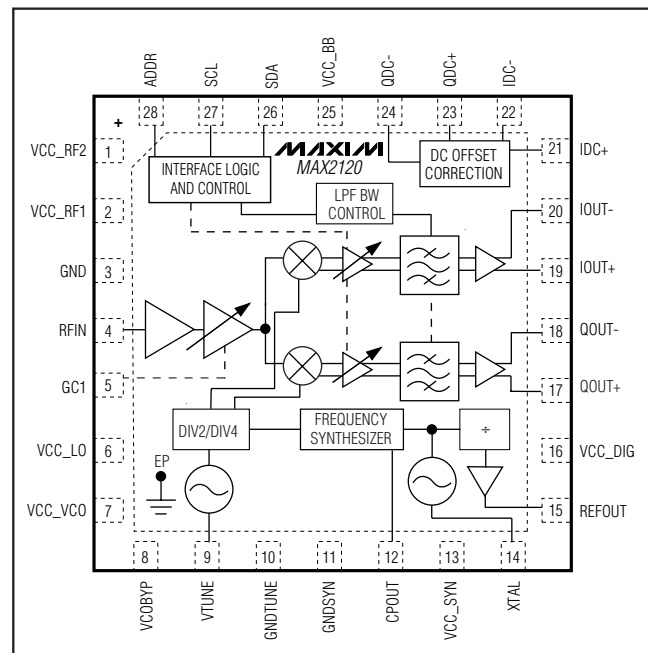 ADDR
SCL
SDA
VCC_BB
QDC-
QDC+
IDC-
28
27
26
25
24
23
22
+
VCC_RF2
1
MAXIM
MAX2120
INTERFACE LOGIC
AND CONTROL
DC OFFSET
CORRECTION
21
IDC+
VCC_RF1
2
LPF BW
CONTROL
20
IOUT-
GND
3
19
IOUT+
RFIN
4
18
QOUT-
GC1
5
17
QOUT+
VCC_LO
6
DIV2/DIV4
FREQUENCY
SYNTHESIZER
÷
16
VCC_DIG
EP
VCC_VCO
7
15
REFOUT
8
9
10
11
12
13
14
VCOBYP
VTUNE
GNDTUNE
GNDSYN
CPOUT
VCC_SYN
XTAL